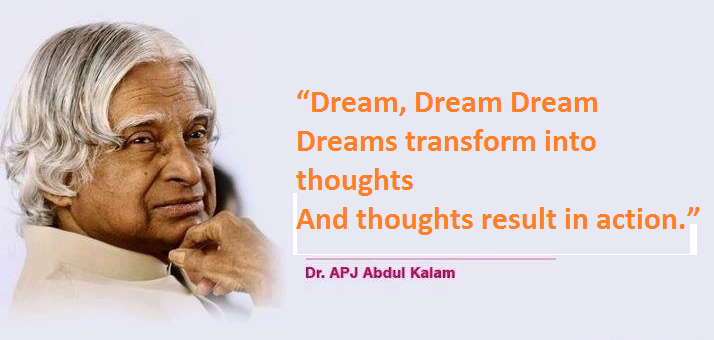 “Dream, Dream Dream
Dreams transform into
thoughts
And thoughts result in action.”
Dr. APJ Abdul Kalam